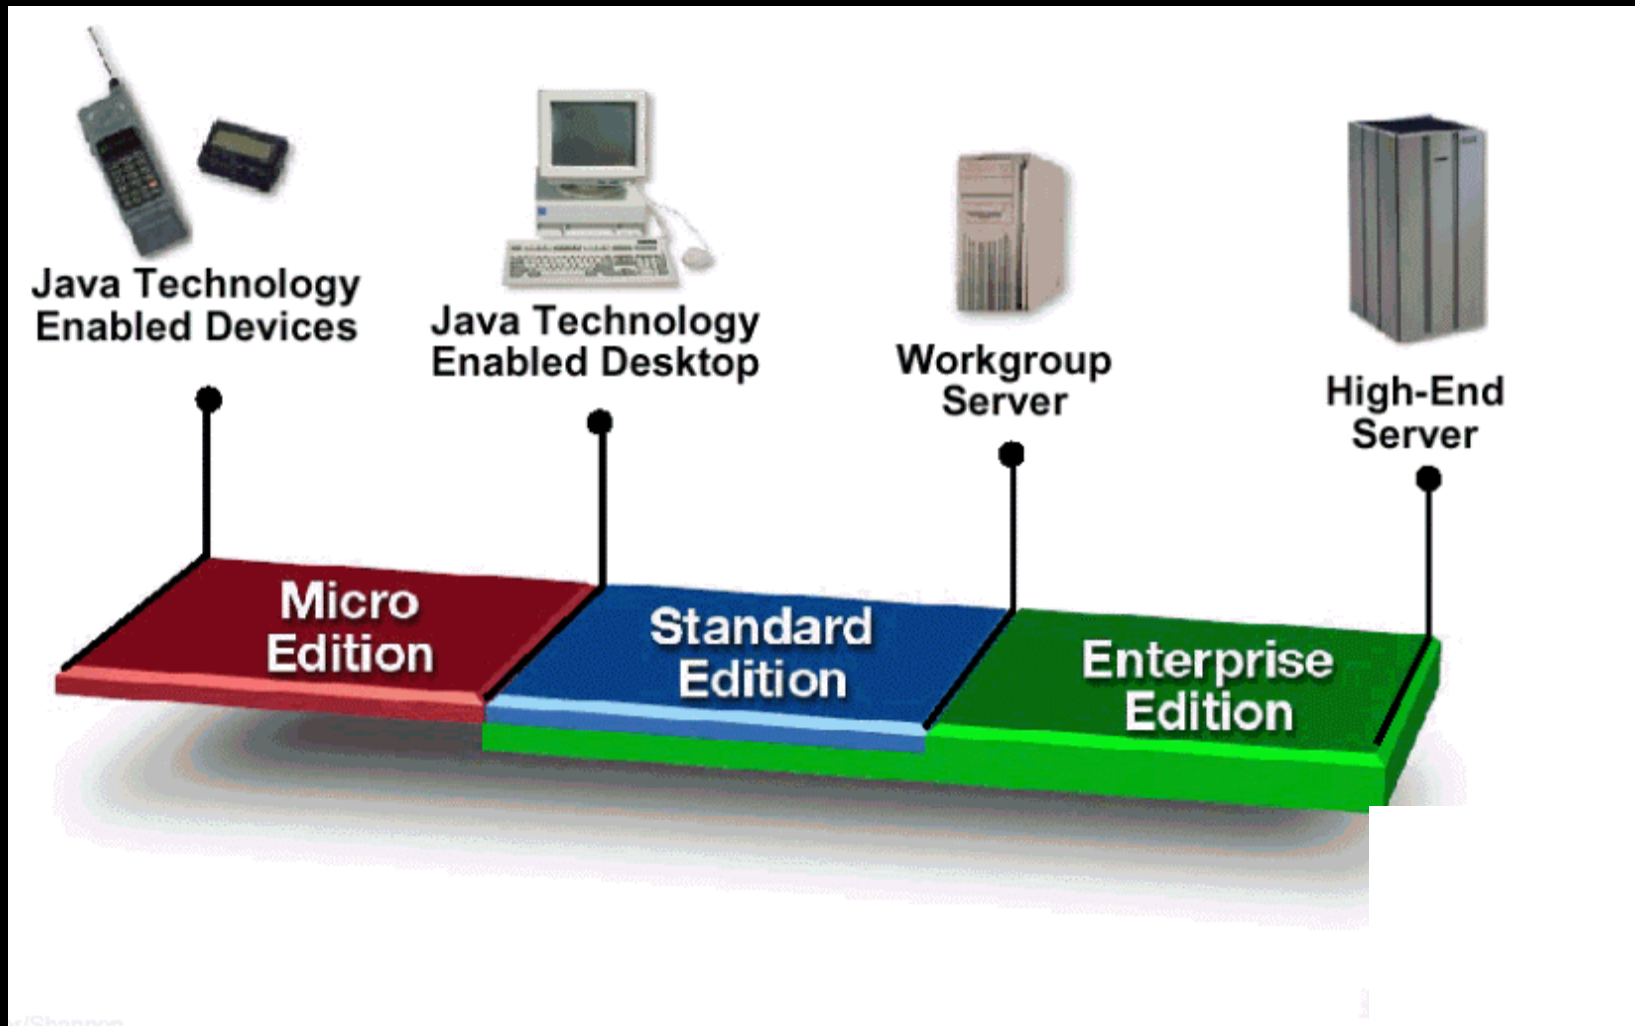 Java Technology
Enabled Devices
Java Technology
Enabled Desktop
Workgroup
Server
High-End
Server
Micro
Edition
Standard
Edition
Enterprise
Edition